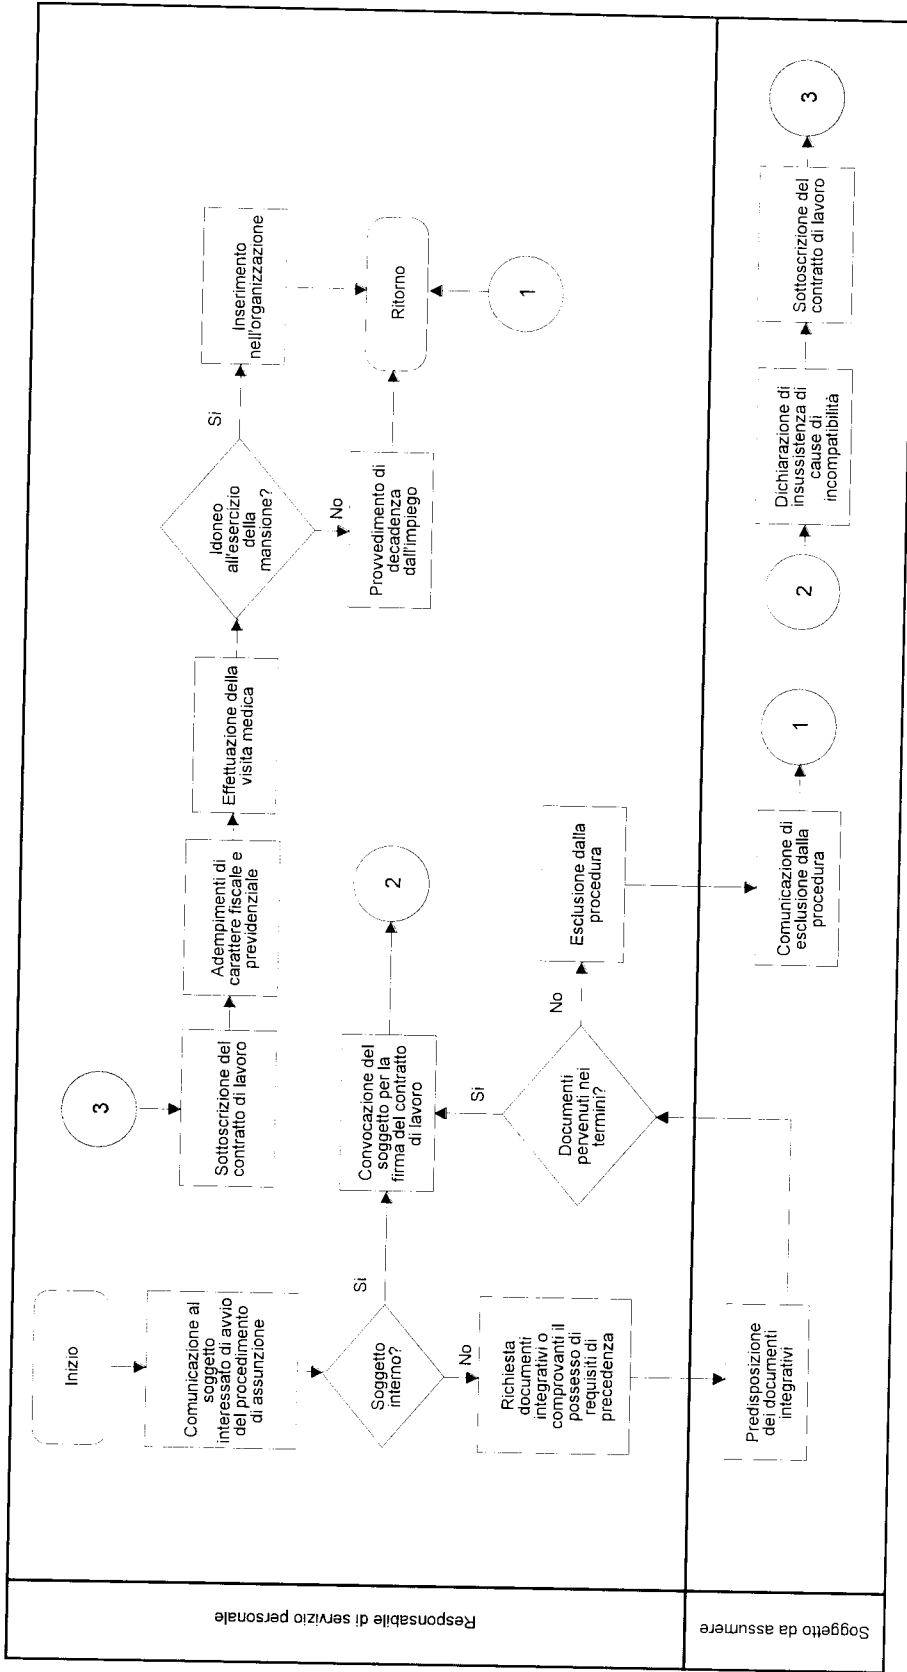 Responsabile di servizio personale
Inizio
Comunicazione al
soggetto
interessato di avvio
del procedimento
di assunzione
Soggetto
interno?
Si
No
Richiesta
documenti
integrativi o
comprovanti il
possesso di
requisiti di
precedenza
3
Sottoscrizione del
contratto di lavoro
Adempimenti di
carattere fiscale e
previdenziale
Effettuazione della
visita medica
Idoneo
all'esercizio
della
mansione?
Si
No
Inserimento
nell'organizzazione
Provvedimento di
decadenza
dall'impiego
Ritorno
1
Convocazione del
soggetto per la
firma del contratto
di lavoro
2
Si
Documenti
pervenuti nei
termini?
No
Esclusione dalla
procedura
Soggetto da assumere
Predisposizione
dei documenti
integrativi
Comunicazione di
esclusione dalla
procedura
1
2
Dichiarazione di
insussistenza di
cause di
incompatibilità
Sottoscrizione del
contratto di lavoro
3